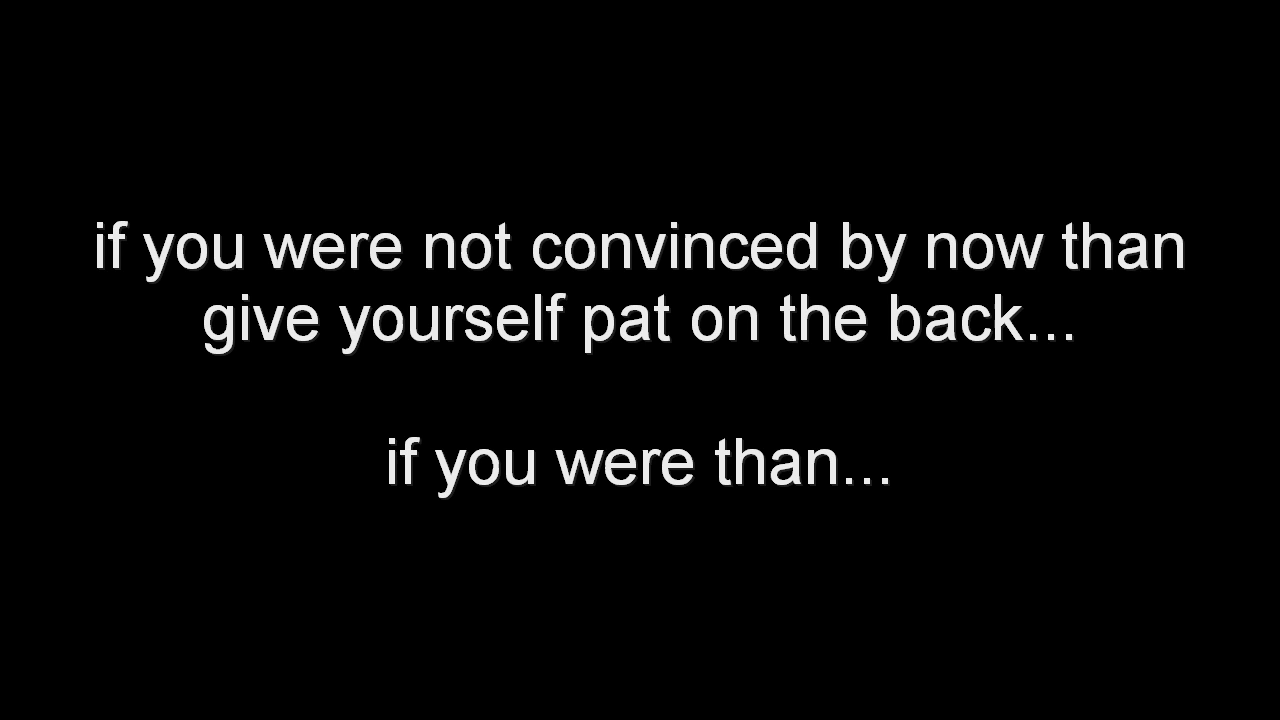 if you were not convinced by now than
give yourself pat on the back...
if you were than...